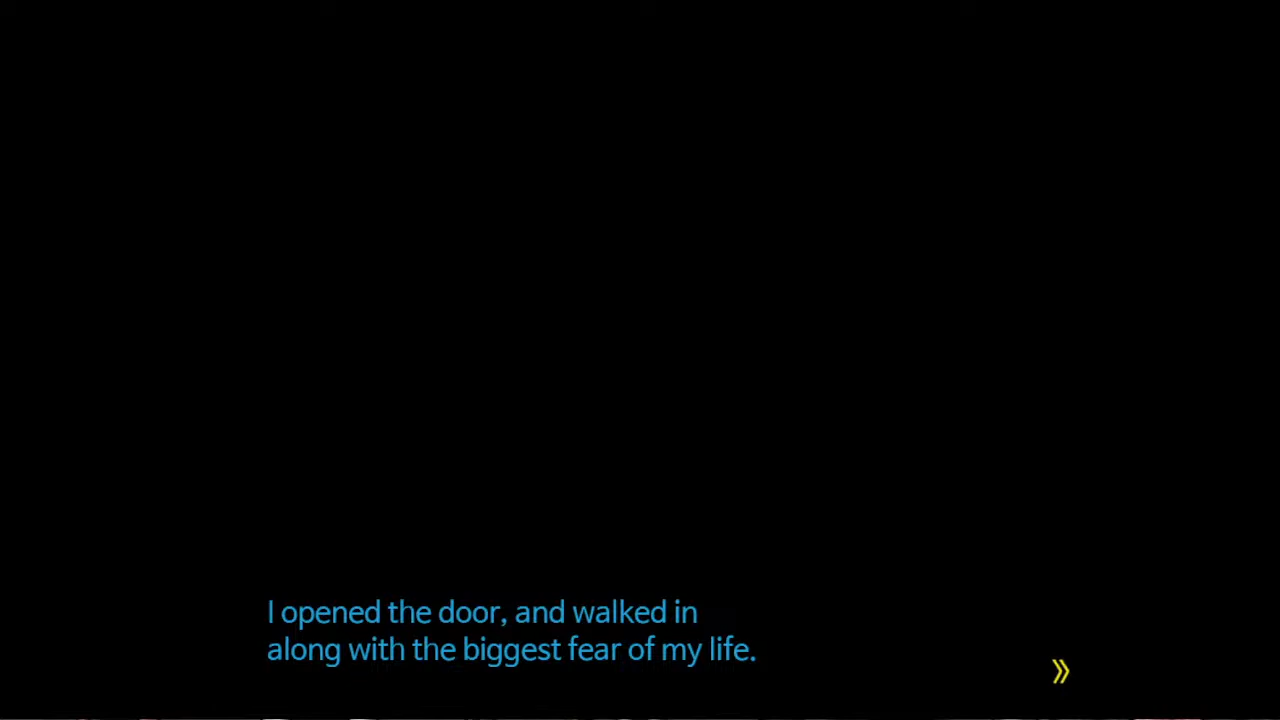 I opened the door, and walked in
along with the biggest fear of my life.